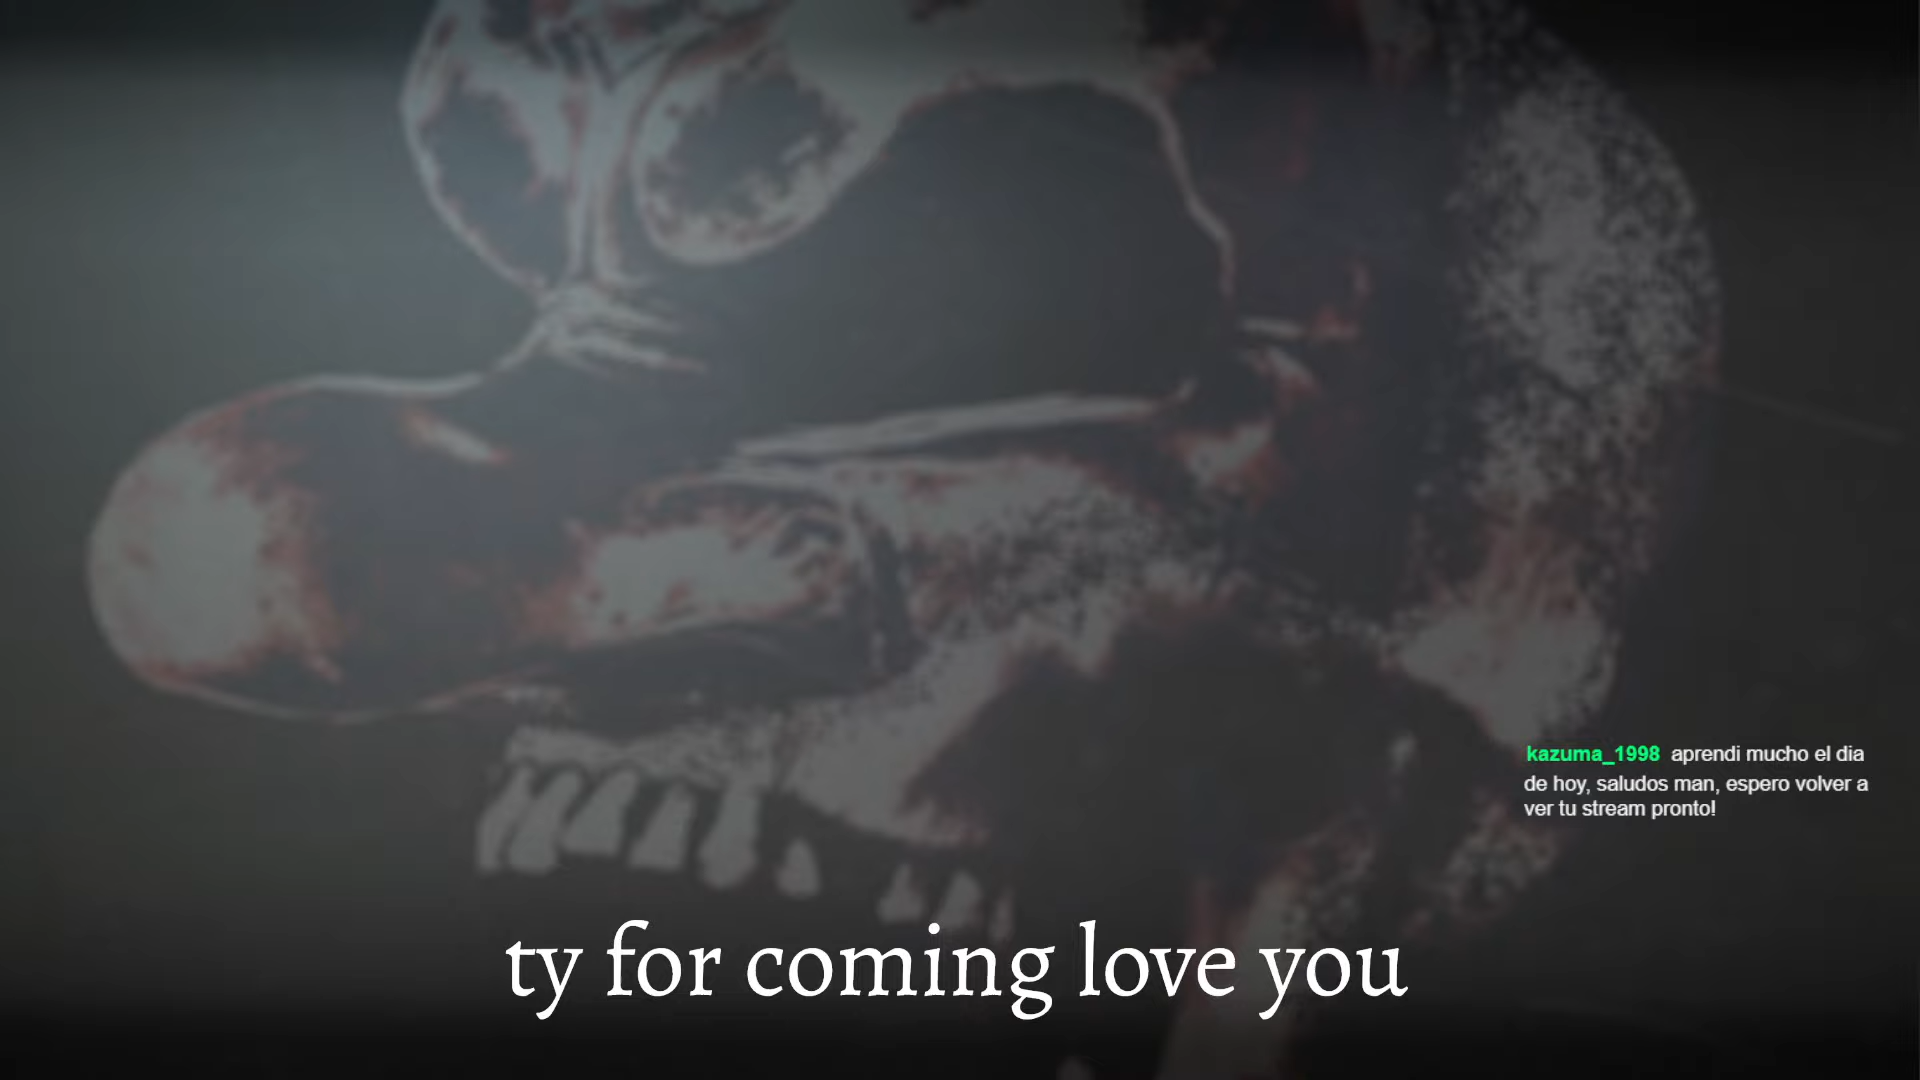 kazuma_1998 aprendi mucho el dia
de hoy, saludos man, espero volver a
ver tu stream pronto!
ty for coming love you